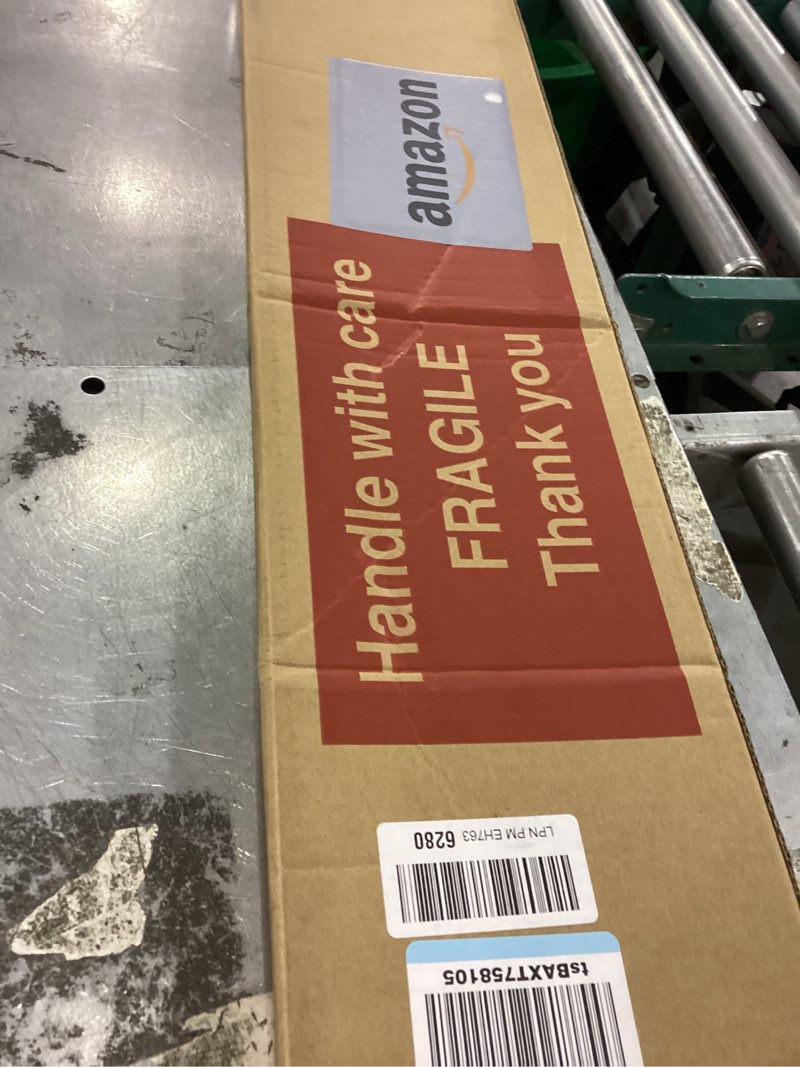 amazon
Handle with care
FRAGILE
Thank you
LPN PM EH763 6280
tsBAXT758105